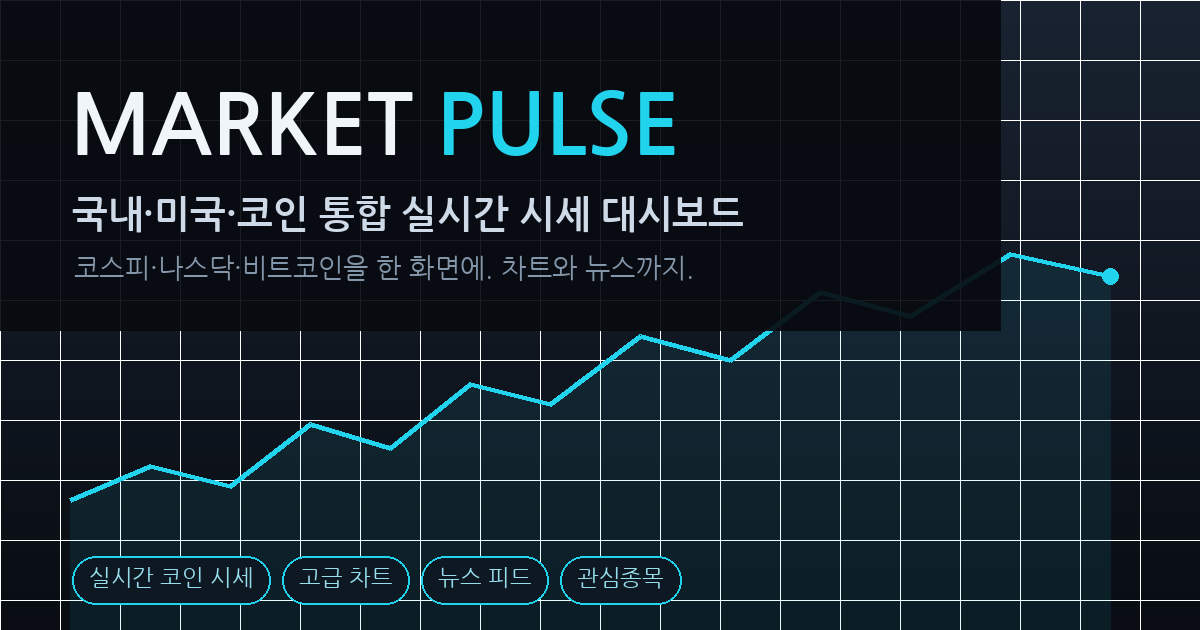 MARKET PULSE
국내·미국·코인 통합 실시간 시세 대시보드
코스피·나스닥·비트코인을 한 화면에. 차트와 뉴스까지.
실시간 코인 시세
고급 차트
뉴스 피드
관심종목